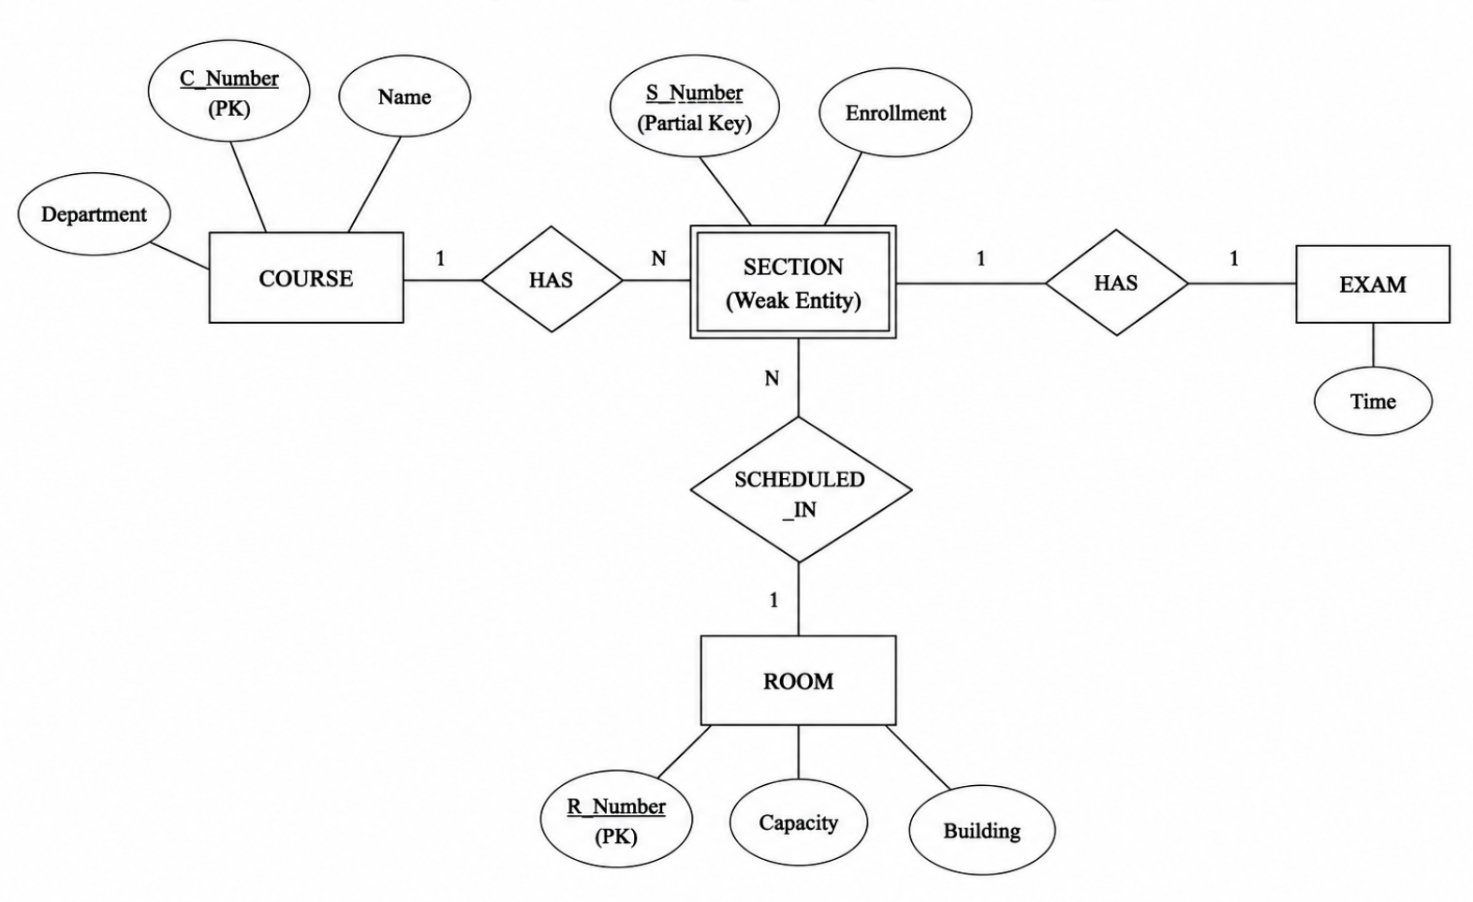 C_Number
(PK)
Name
Department
COURSE
1
HAS
N
S_Number
(Partial Key)
Enrollment
SECTION
(Weak Entity)
1
HAS
1
EXAM
Time
N
SCHEDULED
_IN
1
ROOM
R_Number
(PK)
Capacity
Building